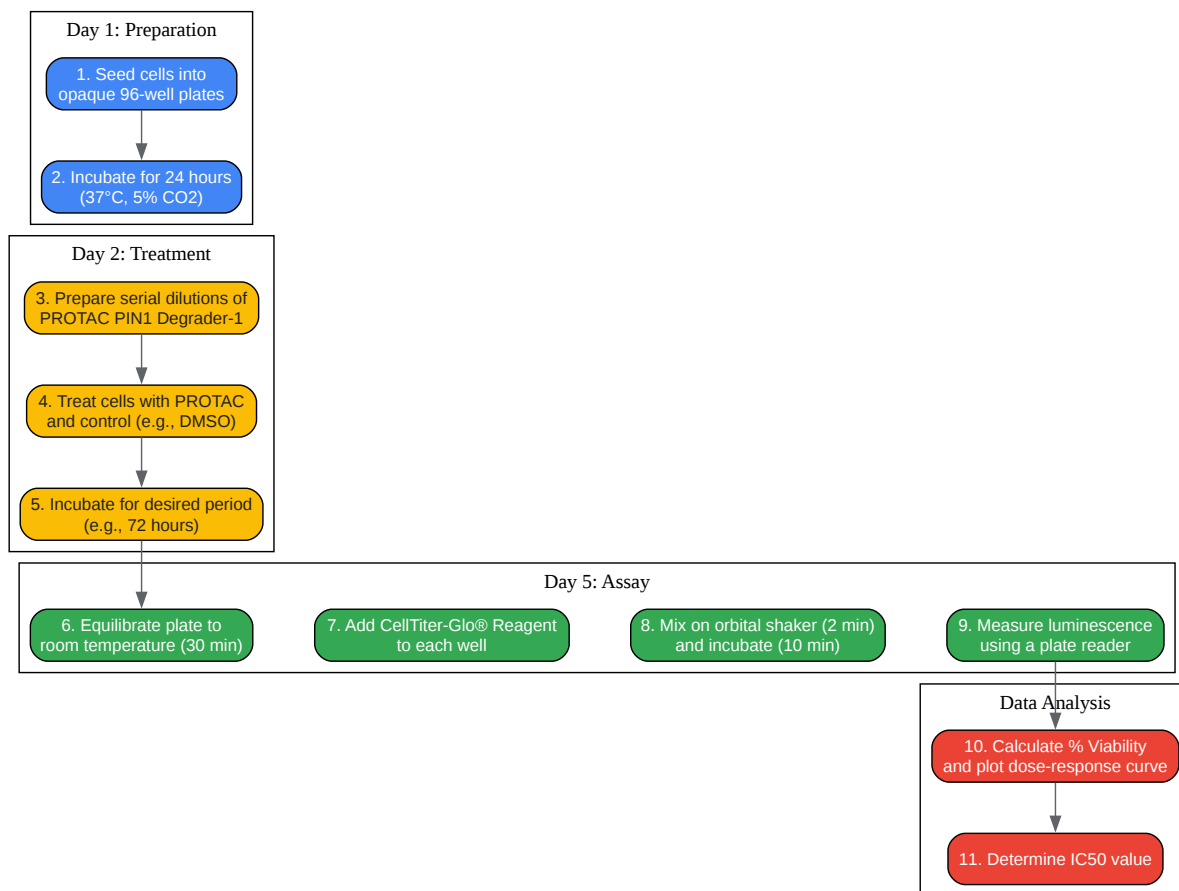 Day 1: Preparation
1. Seed cells into
opaque 96-well plates
2. Incubate for 24 hours
(37°C, 5% CO2)
Day 2: Treatment
3. Prepare serial dilutions of
PROTAC PIN1 Degrader-1
4. Treat cells with PROTAC
and control (e.g., DMSO)
5. Incubate for desired period
(e.g., 72 hours)
Day 5: Assay
6. Equilibrate plate to
room temperature (30 min)
7. Add CellTiter-Glo® Reagent
to each well
8. Mix on orbital shaker (2 min)
and incubate (10 min)
9. Measure luminescence
using a plate reader
Data Analysis
10. Calculate % Viability
and plot dose-response curve
11. Determine IC50 value